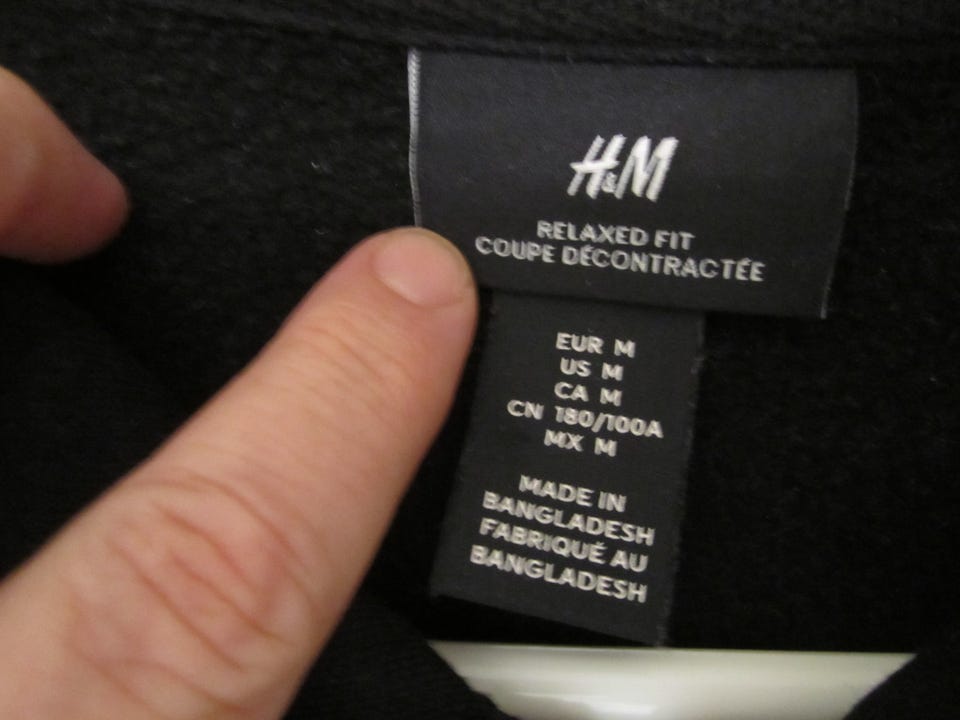 H&M
RELAXED FIT
COUPE DÉCONTRACTÉE
EUR M
US M
CA M
CN 180/100A
MX M
MADE IN
BANGLADESH
FABRIQUÉ AU
BANGLADESH